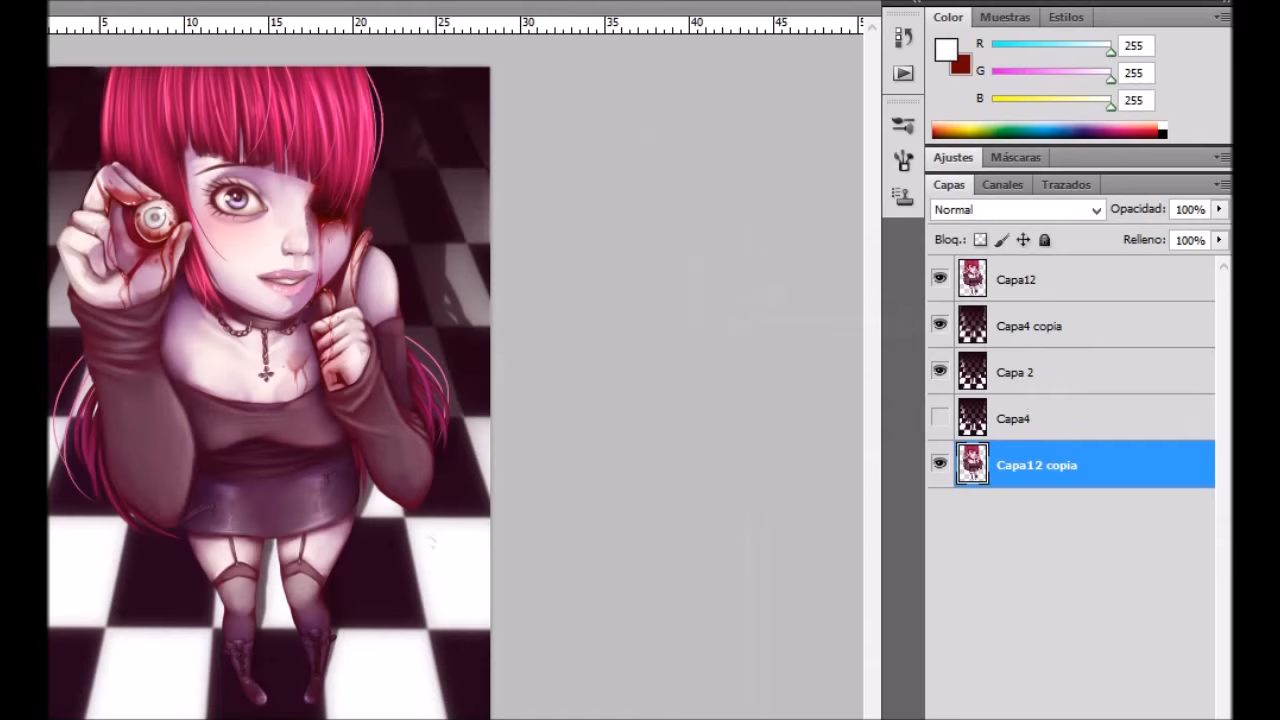 5 10 15 20 25 30 35 40 45
Color Muestras Estilos
R 255
G 255
B 255
Ajustes Máscaras
Capas Canales Trazados
Normal Opacidad: 100%
Bloq.: Relleno: 100%
Capa12
Capa4 copia
Capa 2
Capa4
Capa12 copia